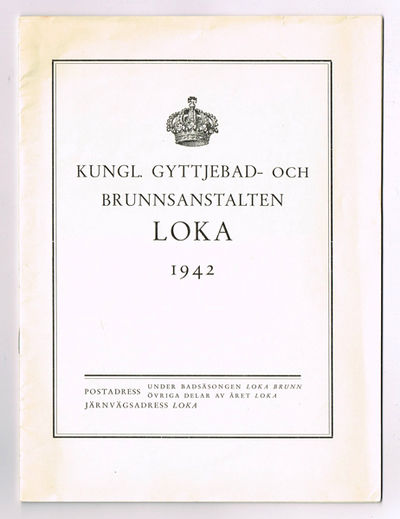 KUNGL. GYTTJEBAD- OCH
BRUNNSANSTALTEN
LOKA
1942
POSTADRESS UNDER BADSÄSONGEN LOKA BRUNN
ÖVRIGA DELAR AV ÅRET LOKA
JÄRNVÄGSADRESS LOKA